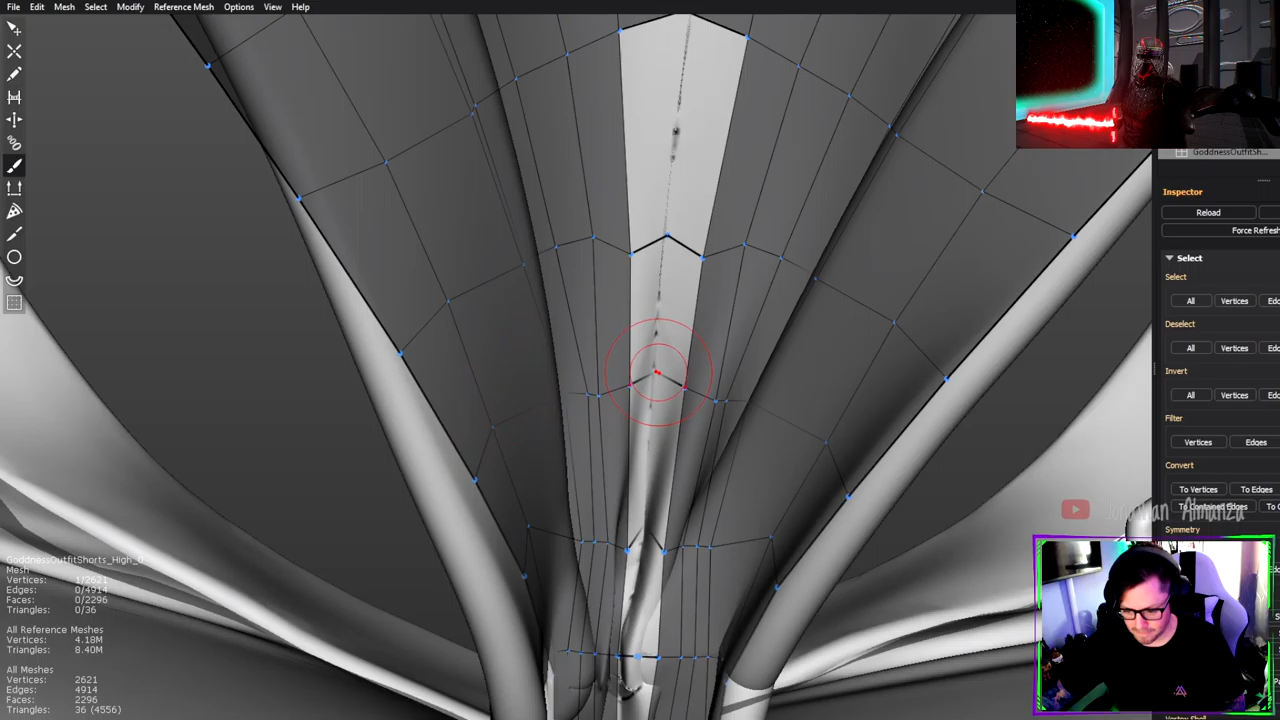 File Edit Mesh Select Modify Reference Mesh Options View Help
GoddnessOutfitSh...
Inspector
Reload
Force Refresh
Select
Select
All Vertices
Deselect
All Vertices
Invert
All Vertices
Filter
Vertices Edges
Convert
To Vertices To Edges
To Contained Edges
Symmetry
GoddnessOutfitShorts_High_0
Mesh
Vertices: 1/2621
Edges: 0/4914
Faces: 0/2296
Triangles: 0/36
All Reference Meshes
Vertices: 4.18M
Triangles: 8.40M
All Meshes
Vertices: 2621
Edges: 4914
Faces: 2296
Triangles: 36 (4556)